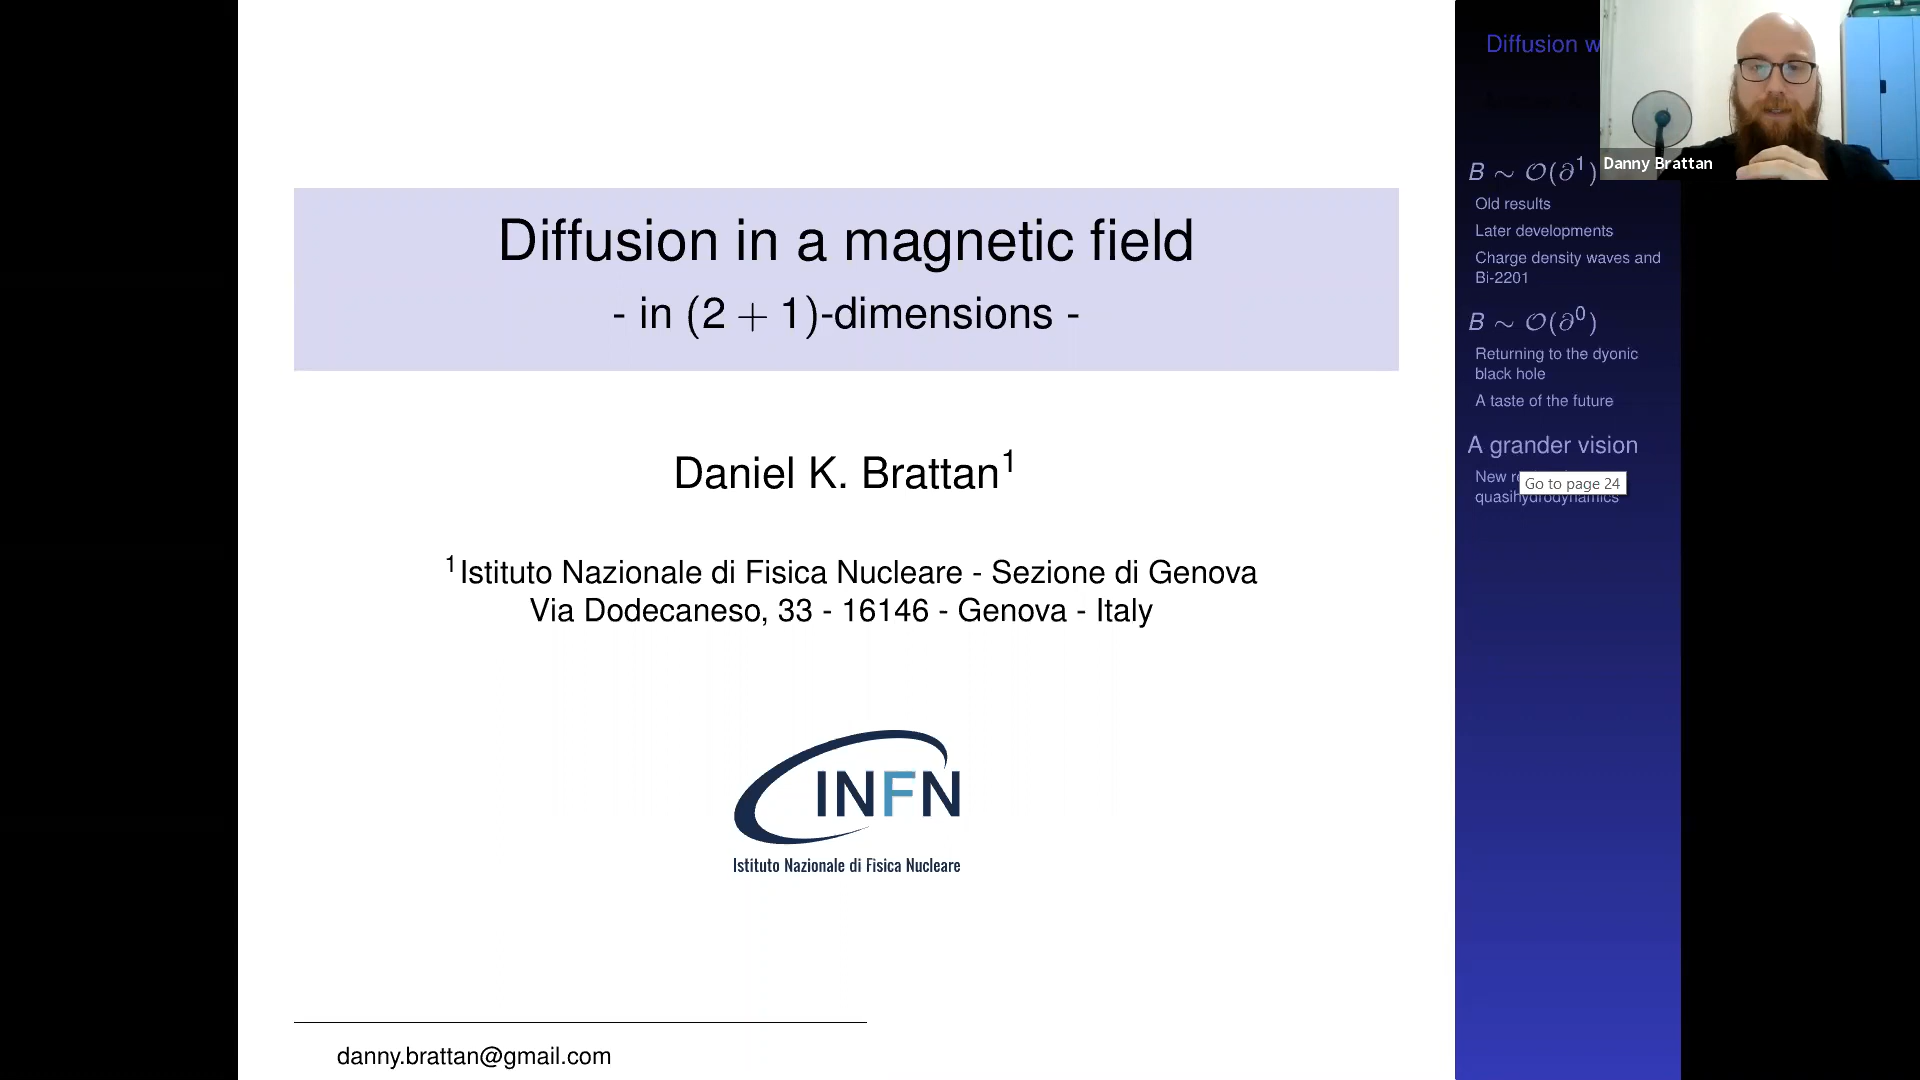 Diffusion in a magnetic field
- in (2 + 1)-dimensions -
Daniel K. Brattan¹
¹Istituto Nazionale di Fisica Nucleare - Sezione di Genova
Via Dodecaneso, 33 - 16146 - Genova - Italy
INFN
Istituto Nazionale di Fisica Nucleare
danny.brattan@gmail.com
Diffusion
Danny Brattan
B ∼ 𝒪(∂¹)
Old results
Later developments
Charge density waves and
Bi-2201
B ∼ 𝒪(∂⁰)
Returning to the dyonic
black hole
A taste of the future
A grander vision
New
Go to page 24
quasihydrodynamics